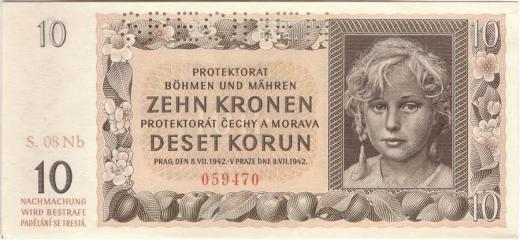 10
10
PROTEKTORAT
BÖHMEN UND MÄHREN
ZEHN KRONEN
PROTEKTORÁT ČECHY A MORAVA
DESET KORUN
PRAG, DEN 8.VII.1942.-V PRAZE DNE 8.VII.1942.
059470
S. 08 Nb
10
NACHMACHUNG
WIRD BESTRAFT
PADĚLÁNÍ SE TRESTÁ.
10